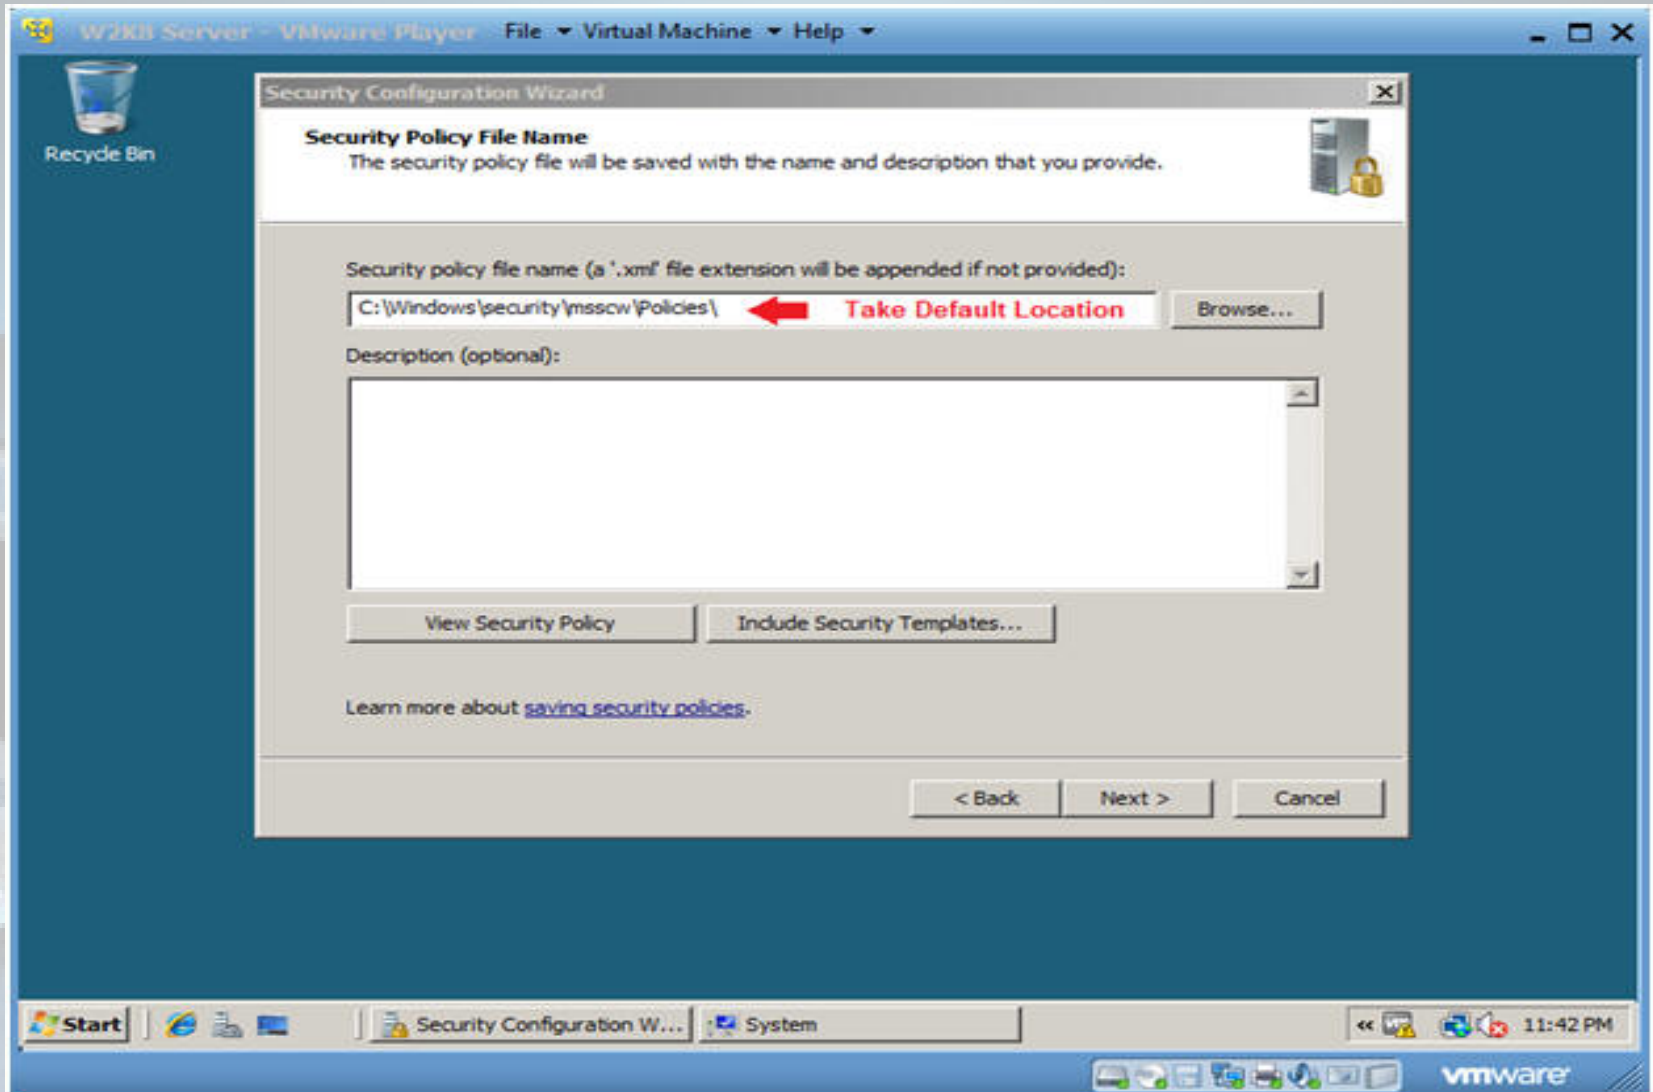 W2K8 Server - VMware Player File Virtual Machine Help
Recycle Bin
Security Configuration Wizard
Security Policy File Name
The security policy file will be saved with the name and description that you provide.
Security policy file name (a '.xml' file extension will be appended if not provided):
C:\Windows\security\msscw\Policies\ Take Default Location Browse...
Description (optional):
View Security Policy Include Security Templates...
Learn more about saving security policies.
< Back Next > Cancel
Start Security Configuration W... System « 11:42 PM
vmware